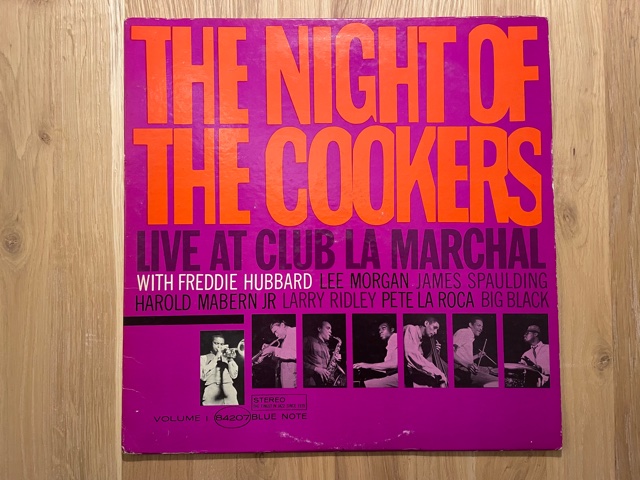 THE NIGHT OF
THE COOKERS
LIVE AT CLUB LA MARCHAL
WITH FREDDIE HUBBARD LEE MORGAN JAMES SPAULDING
HAROLD MABERN JR LARRY RIDLEY PETE LA ROCA BIG BLACK
STEREO
VOLUME 1 84207 BLUE NOTE